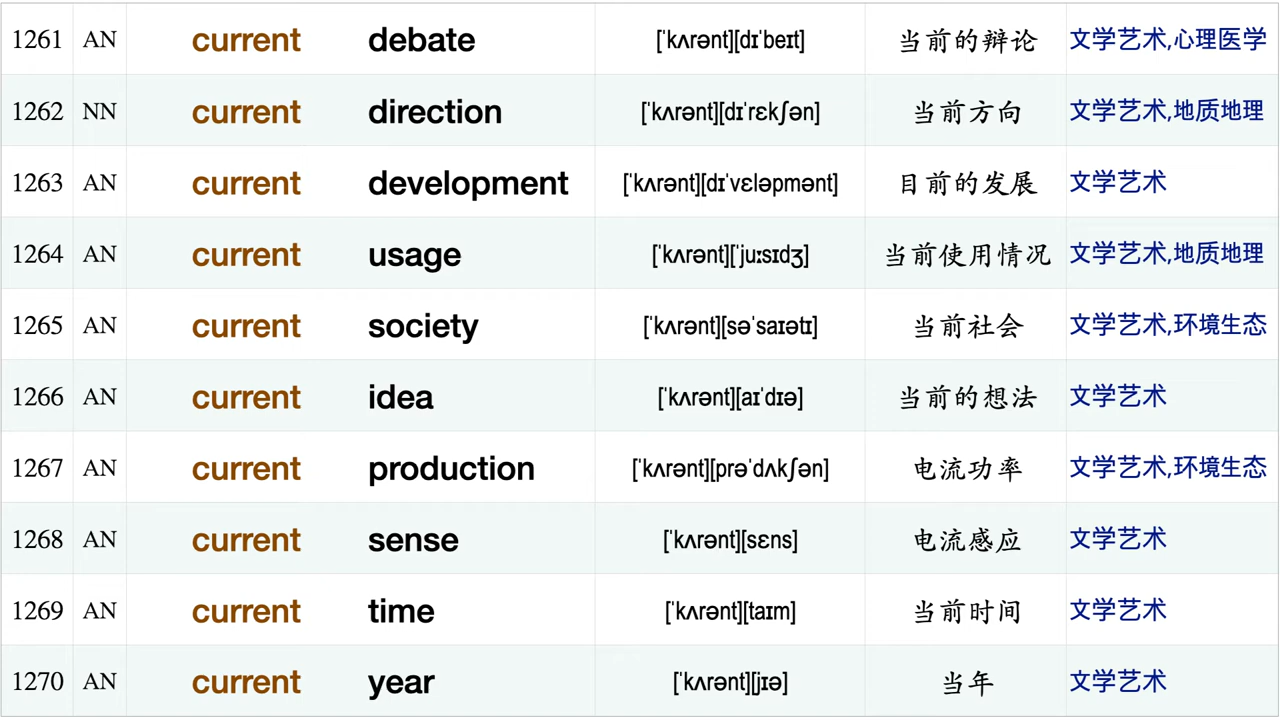 1261 AN current debate [ˈkʌrənt][dɪˈbeɪt] 当前的辩论 文学艺术,心理医学
1262 NN current direction [ˈkʌrənt][dɪˈrɛkʃən] 当前方向 文学艺术,地质地理
1263 AN current development [ˈkʌrənt][dɪˈvɛləpmənt] 目前的发展 文学艺术
1264 AN current usage [ˈkʌrənt][ˈjuːsɪdʒ] 当前使用情况 文学艺术,地质地理
1265 AN current society [ˈkʌrənt][səˈsaɪətɪ] 当前社会 文学艺术,环境生态
1266 AN current idea [ˈkʌrənt][aɪˈdɪə] 当前的想法 文学艺术
1267 AN current production [ˈkʌrənt][prəˈdʌkʃən] 电流功率 文学艺术,环境生态
1268 AN current sense [ˈkʌrənt][sɛns] 电流感应 文学艺术
1269 AN current time [ˈkʌrənt][taɪm] 当前时间 文学艺术
1270 AN current year [ˈkʌrənt][jɪə] 当年 文学艺术